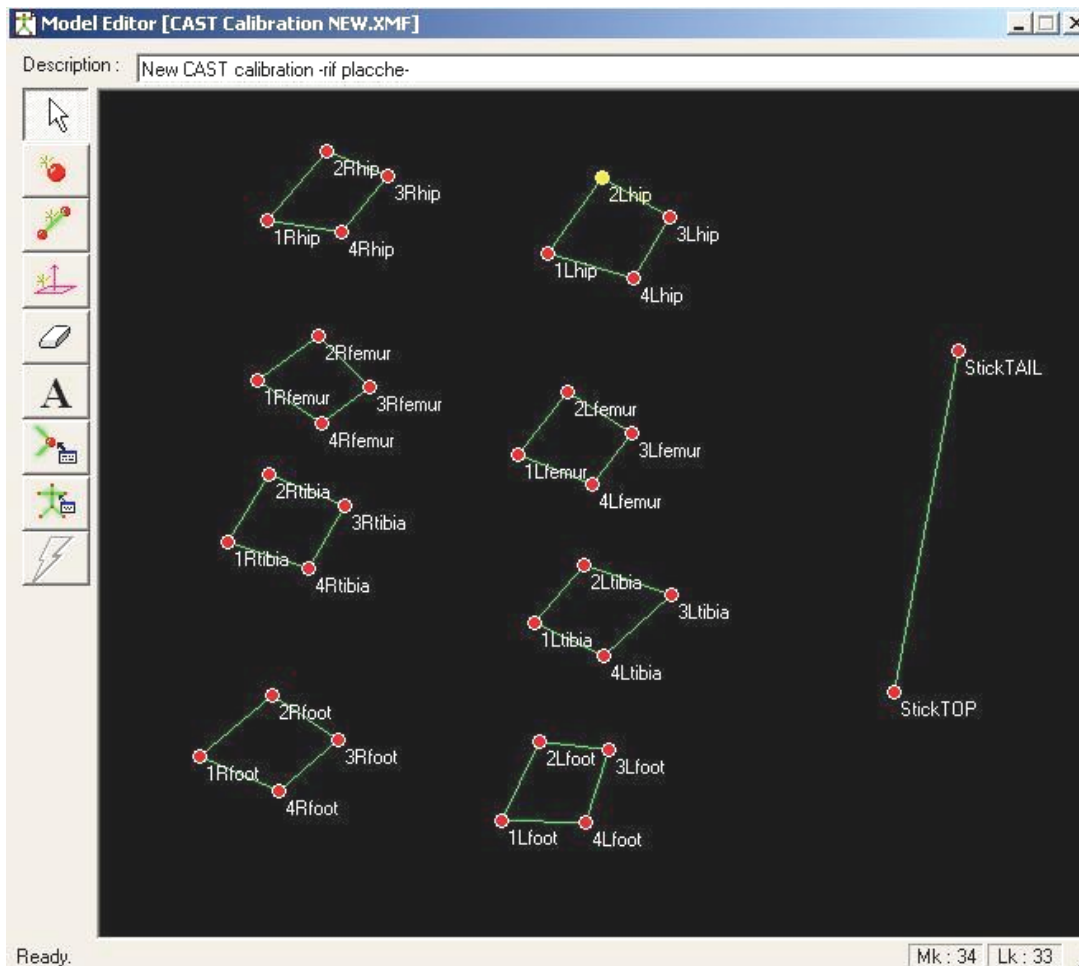 Model Editor [CAST Calibration NEW.XMF]
Description : New CAST calibration -rif placche-
2Rhip
3Rhip
1Rhip
4Rhip
2Lhip
3Lhip
1Lhip
4Lhip
2Rfemur
1Rfemur
3Rfemur
4Rfemur
2Lfemur
3Lfemur
1Lfemur
4Lfemur
StickTAIL
A
2Rtibia
3Rtibia
1Rtibia
4Rtibia
2Ltibia
3Ltibia
1Ltibia
4Ltibia
StickTOP
2Rfoot
3Rfoot
1Rfoot
4Rfoot
2Lfoot
3Lfoot
1Lfoot
4Lfoot
Ready.
Mk : 34 Lk : 33